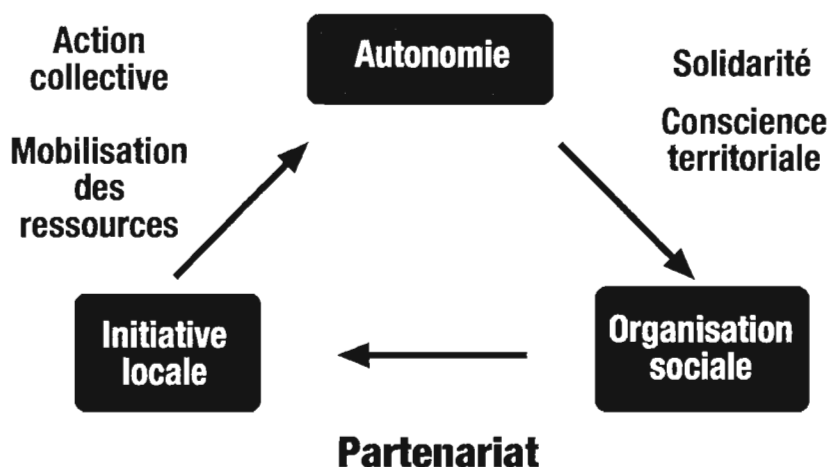 Action
collective
Autonomie
Solidarité
Conscience
territoriale
Mobilisation
des
ressources
Initiative
locale
Organisation
sociale
Partenariat